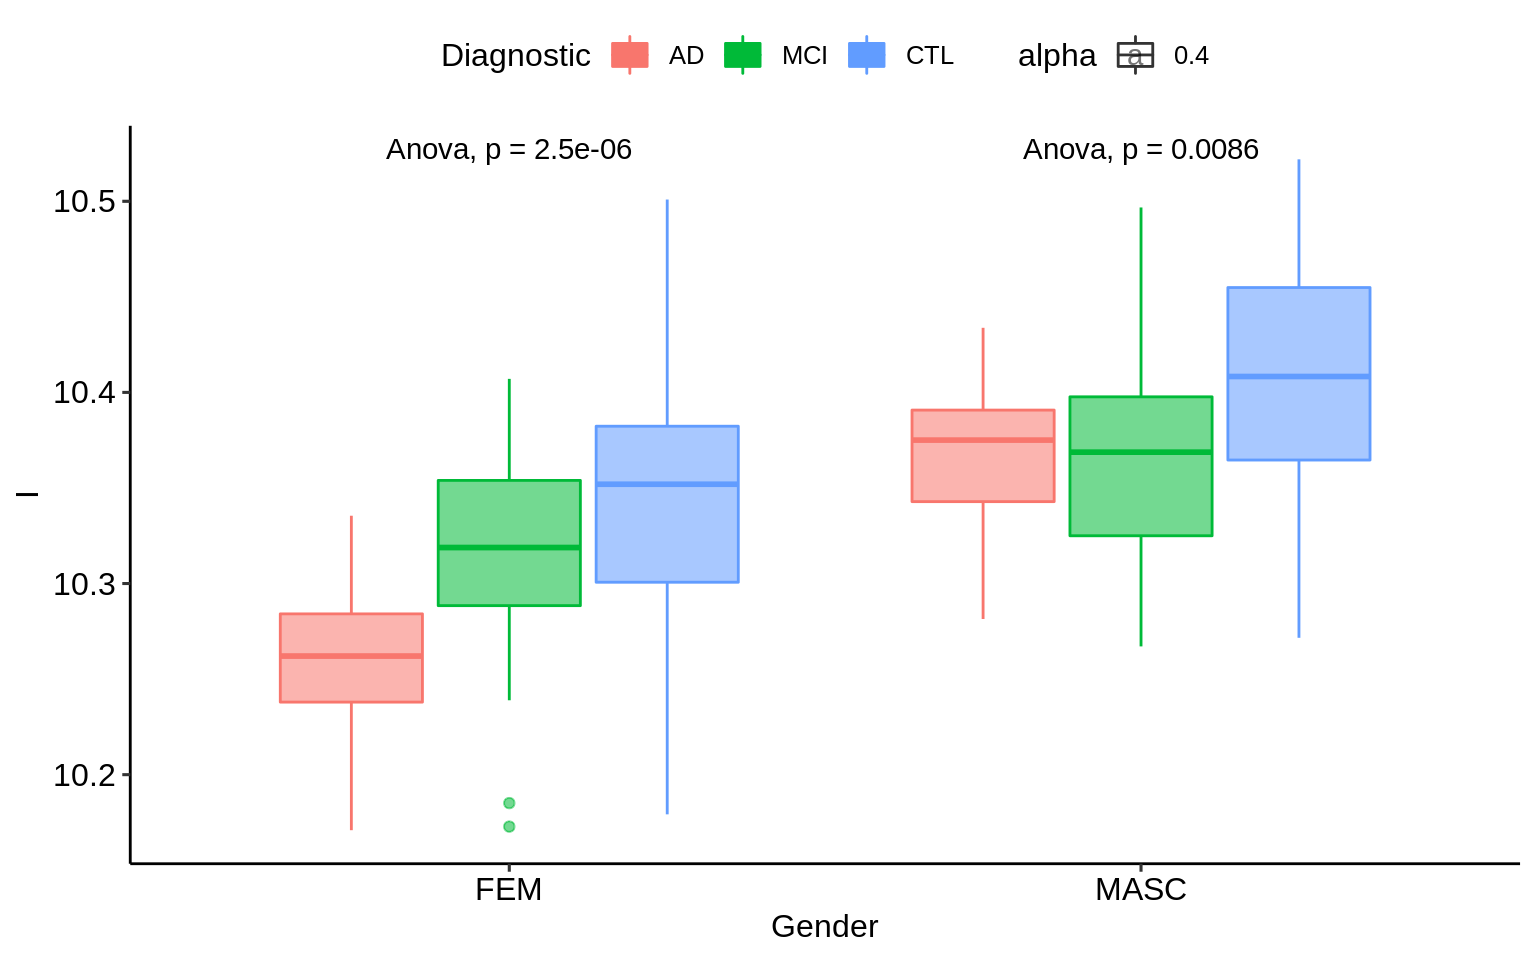 Diagnostic AD MCI CTL alpha a 0.4
Anova, p = 2.5e-06 Anova, p = 0.0086
10.5
10.4
10.3
10.2
I
FEM MASC
Gender